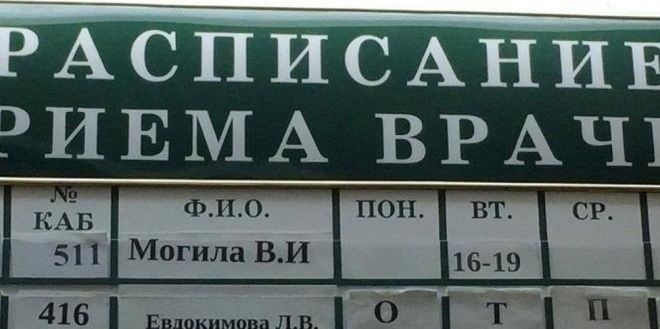 РАСПИСАНИЕ
РИЕМА ВРАЧ
№ КАБ Ф.И.О. ПОН. ВТ. СР.
511 Могила В.И 16-19
416 Евдокимова Л.В. О Т П